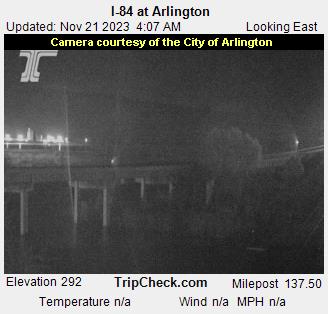 I-84 at Arlington
Updated: Nov 21 2023 4:07 AM Looking East
Camera courtesy of the City of Arlington
Elevation 292 TripCheck.com Milepost 137.50
Temperature n/a Wind n/a MPH n/a